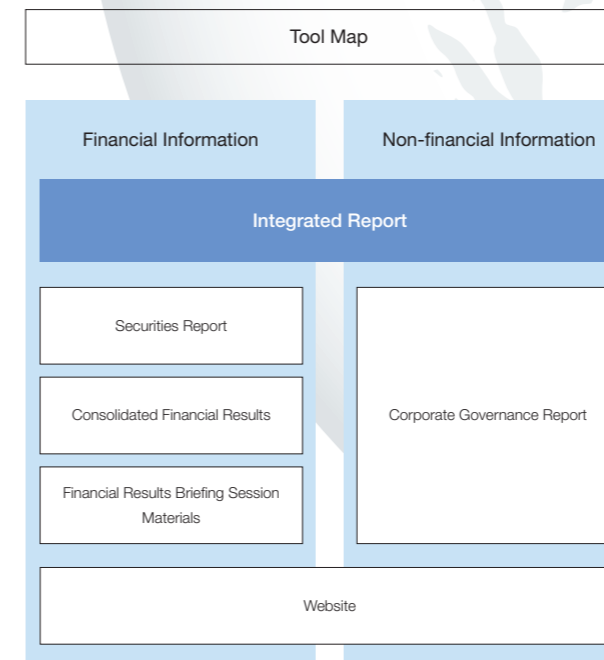 Tool Map
Financial Information
Non-financial Information
Integrated Report
Securities Report
Consolidated Financial Results
Financial Results Briefing Session
Materials
Corporate Governance Report
Website